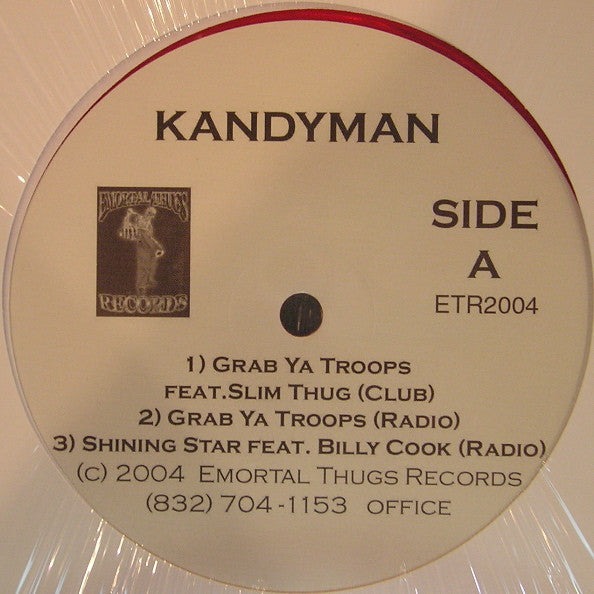 KANDYMAN
EMORTAL THUGS
RECORDS
SIDE
A
ETR2004
1) GRAB YA TROOPS
FEAT.SLIM THUG (CLUB)
2) GRAB YA TROOPS (RADIO)
3) SHINING STAR FEAT. BILLY COOK (RADIO)
(C) 2004 EMORTAL THUGS RECORDS
(832) 704-1153 OFFICE